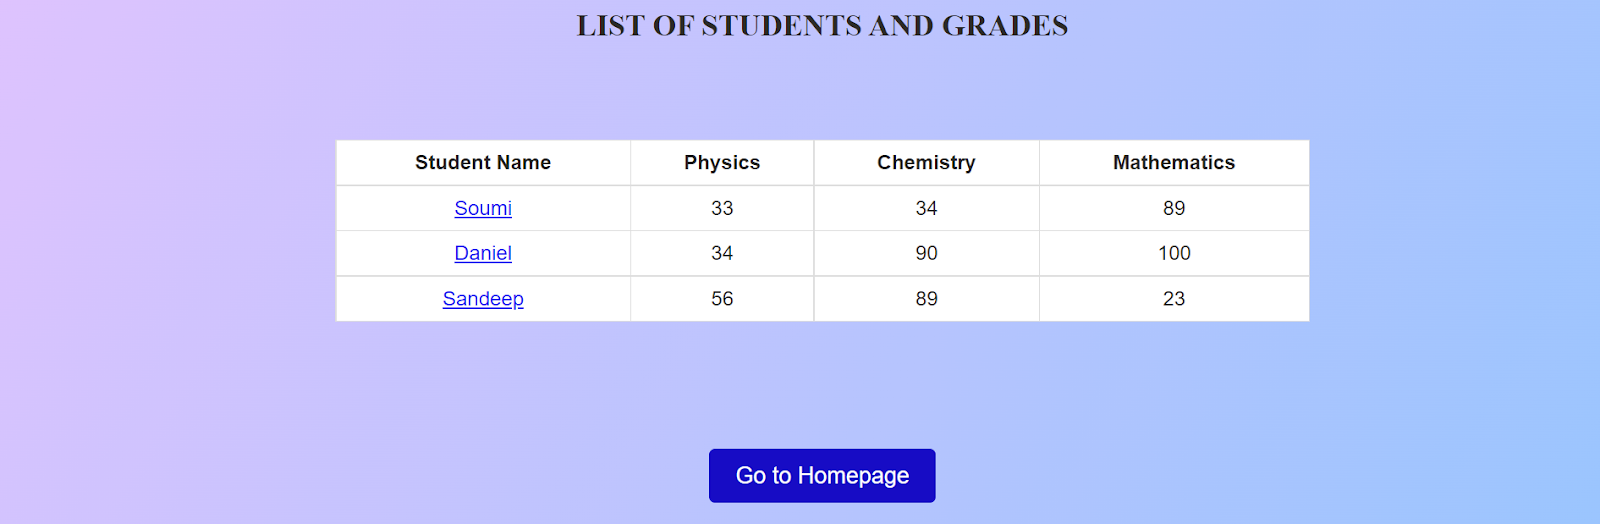 LIST OF STUDENTS AND GRADES
Student Name Physics Chemistry Mathematics
Soumi 33 34 89
Daniel 34 90 100
Sandeep 56 89 23
Go to Homepage